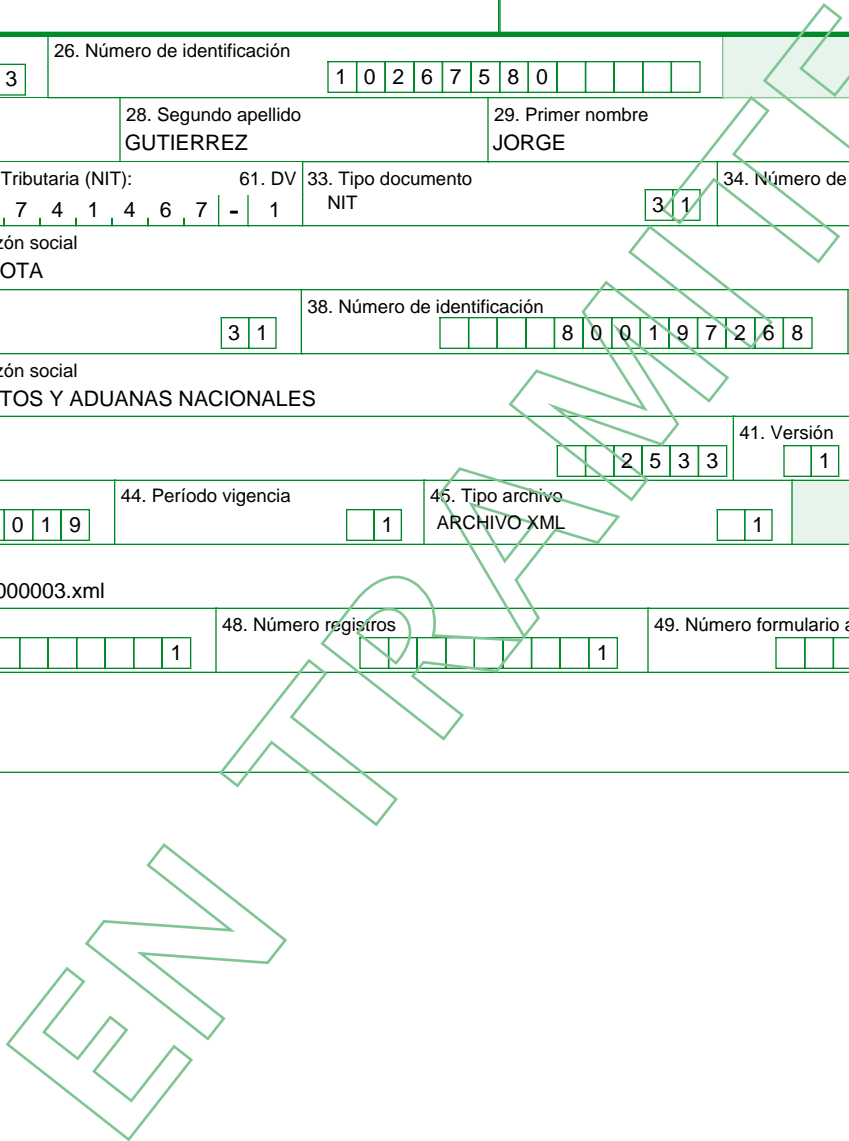 26. Número de identificación
3
1 0 2 6 7 5 8 0
28. Segundo apellido
29. Primer nombre
GUTIERREZ
JORGE
Tributaria (NIT):
61. DV
33. Tipo documento
34. Número de
7 4 1 4 6 7 - 1
NIT
3 1
zón social
OTA
38. Número de identificación
3 1
8 0 0 1 9 7 2 6 8
zón social
TOS Y ADUANAS NACIONALES
41. Versión
2 5 3 3
1
44. Período vigencia
45. Tipo archivo
0 1 9
1
ARCHIVO XML
1
000003.xml
48. Número registros
49. Número formulario a
1
1
EN TRAMITE